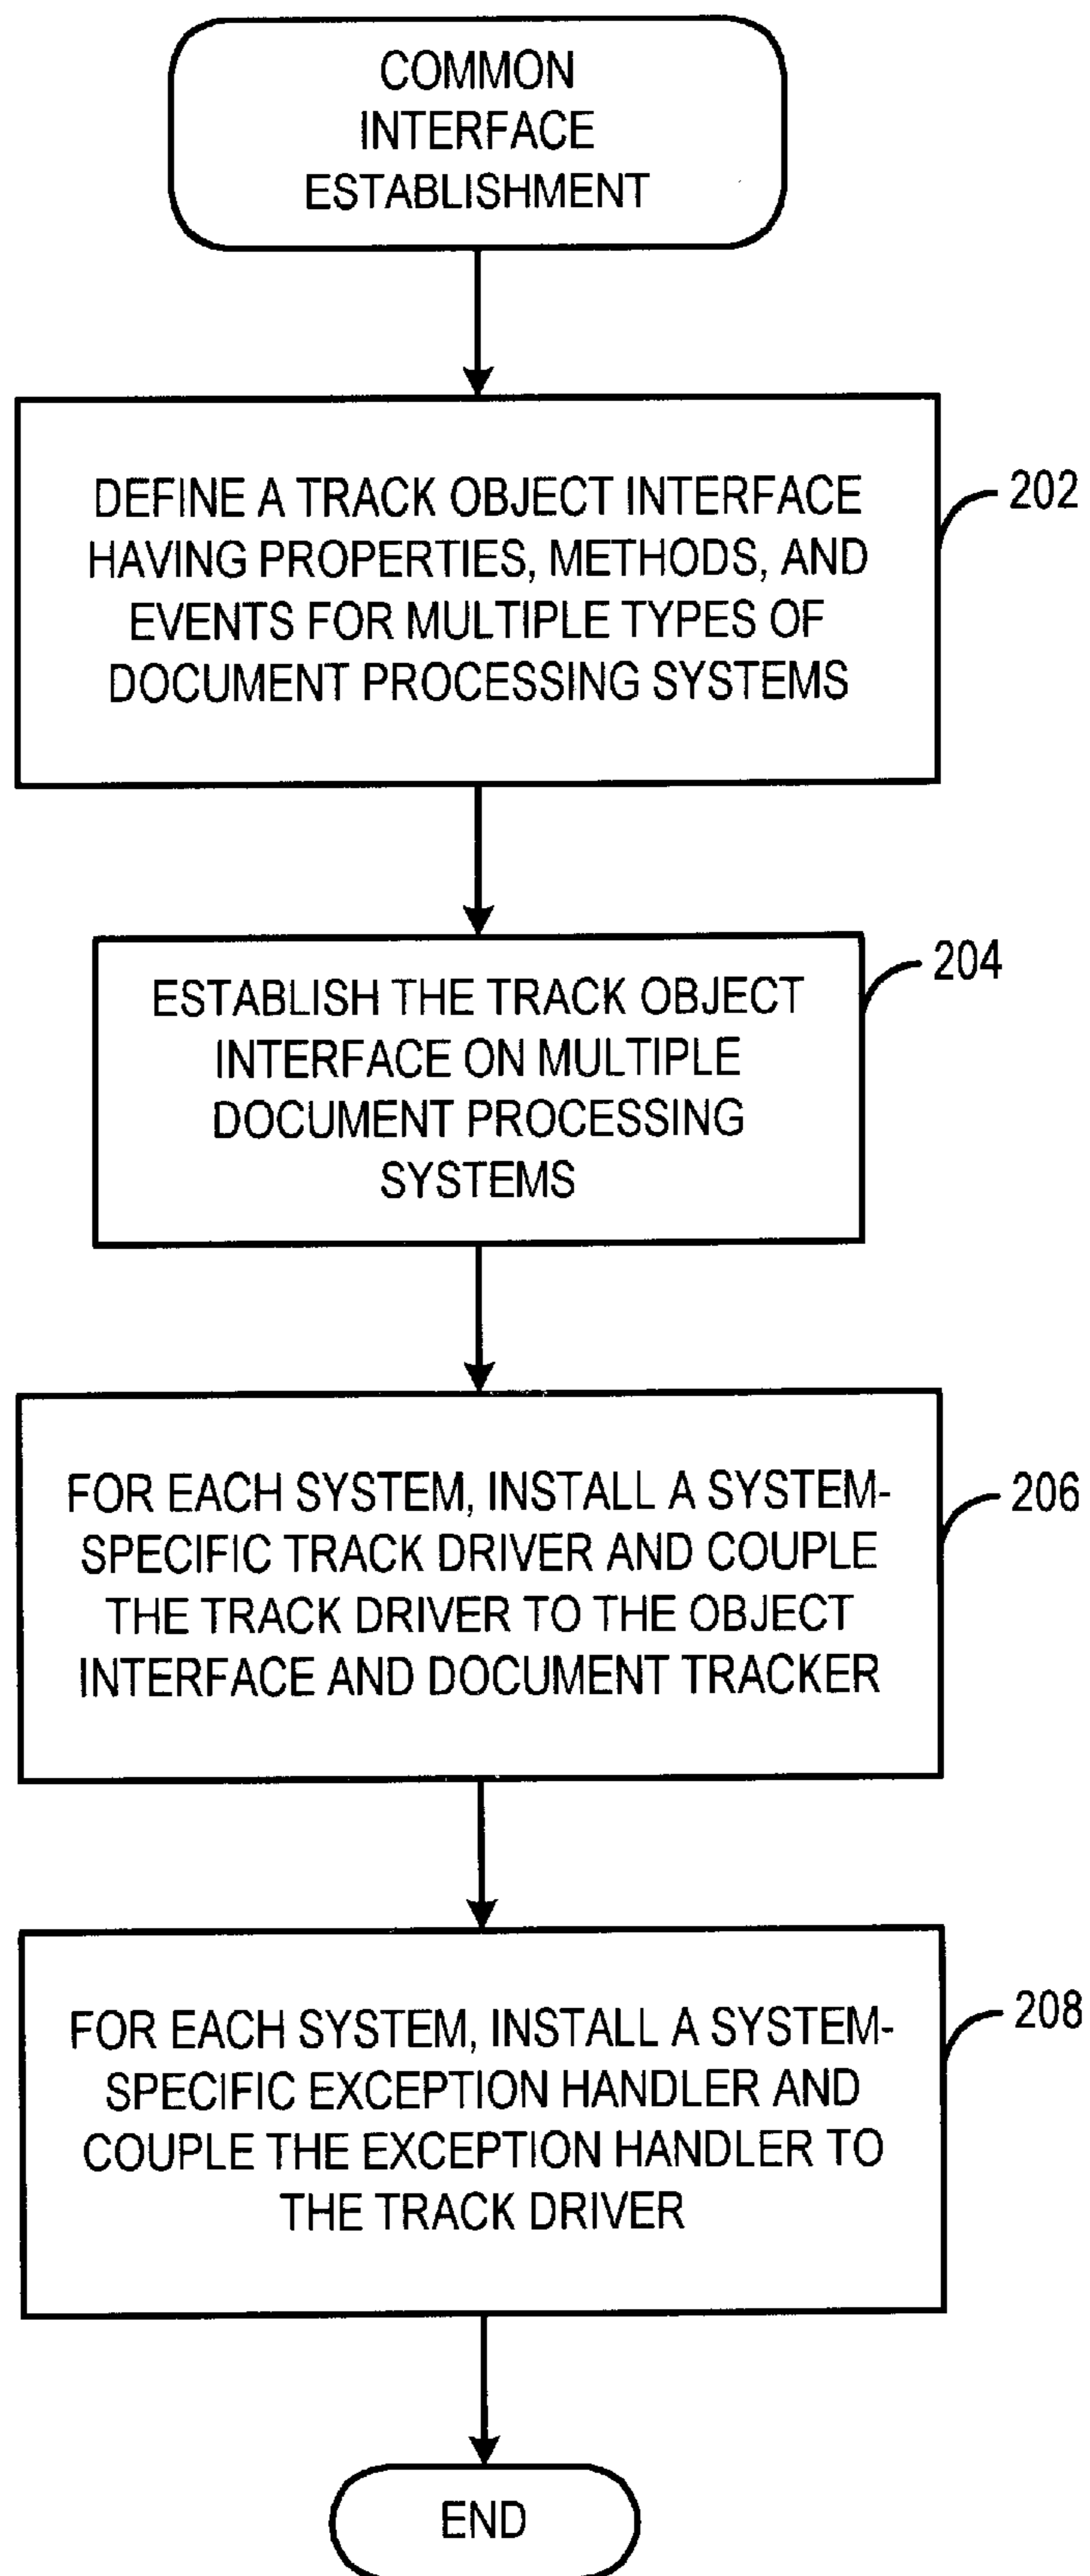 COMMON
INTERFACE
ESTABLISHMENT
DEFINE A TRACK OBJECT INTERFACE
HAVING PROPERTIES, METHODS, AND
EVENTS FOR MULTIPLE TYPES OF
DOCUMENT PROCESSING SYSTEMS
202
ESTABLISH THE TRACK OBJECT
INTERFACE ON MULTIPLE
DOCUMENT PROCESSING
SYSTEMS
204
FOR EACH SYSTEM, INSTALL A SYSTEM-
SPECIFIC TRACK DRIVER AND COUPLE
THE TRACK DRIVER TO THE OBJECT
INTERFACE AND DOCUMENT TRACKER
206
FOR EACH SYSTEM, INSTALL A SYSTEM-
SPECIFIC EXCEPTION HANDLER AND
COUPLE THE EXCEPTION HANDLER TO
THE TRACK DRIVER
208
END